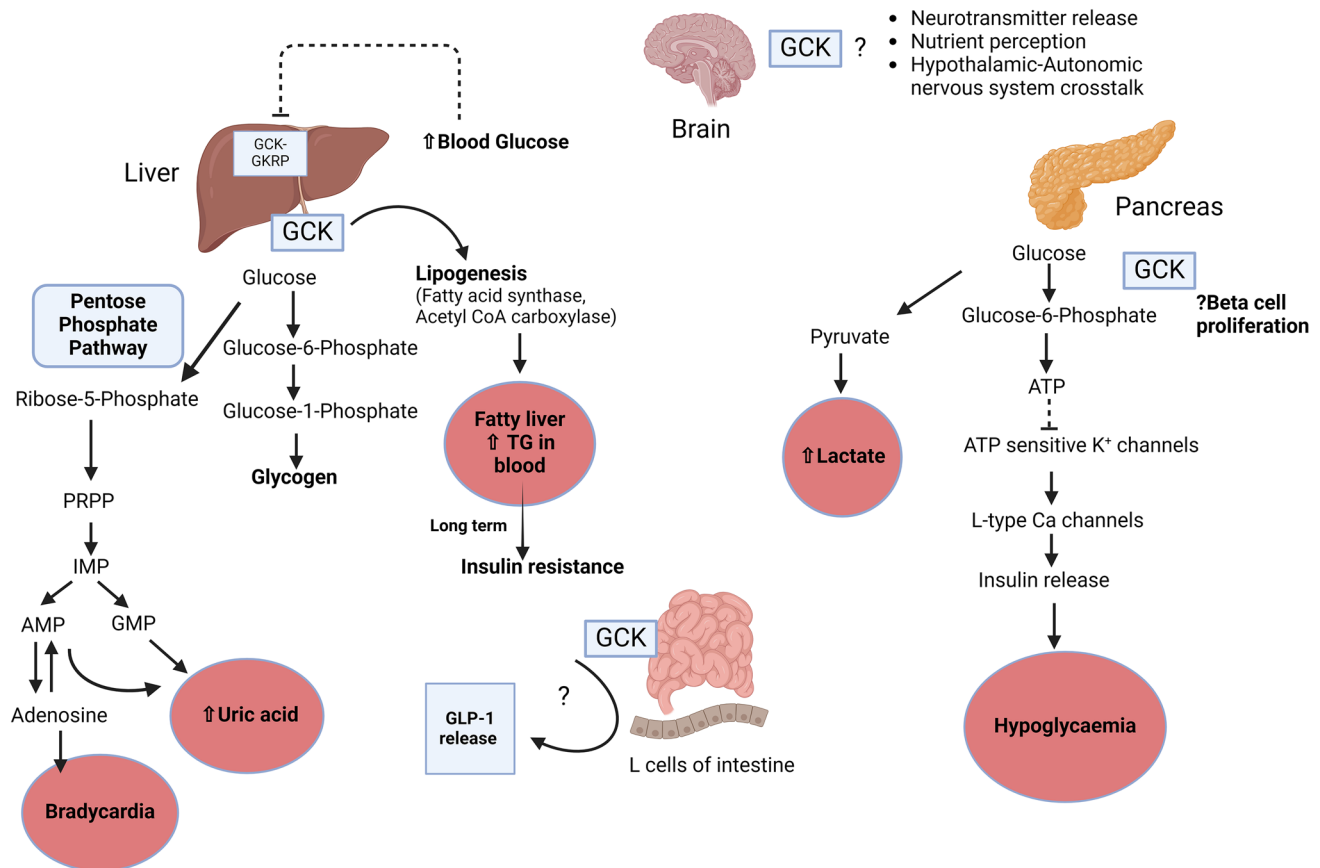 GCK
?
• Neurotransmitter release
• Nutrient perception
• Hypothalamic-Autonomic
nervous system crosstalk
Brain
⇧Blood Glucose
GCK-
GKRP
Liver
GCK
Pancreas
Glucose
Lipogenesis
(Fatty acid synthase,
Acetyl CoA carboxylase)
Pentose
Phosphate
Pathway
Glucose-6-Phosphate
Ribose-5-Phosphate
Glucose-1-Phosphate
Glycogen
Fatty liver
⇧ TG in
blood
Long term
Insulin resistance
PRPP
IMP
AMP
GMP
Adenosine
⇧Uric acid
Bradycardia
GCK
?
GLP-1
release
L cells of intestine
Glucose
GCK
?Beta cell
proliferation
Glucose-6-Phosphate
Pyruvate
⇧Lactate
ATP
ATP sensitive K⁺ channels
L-type Ca channels
Insulin release
Hypoglycaemia